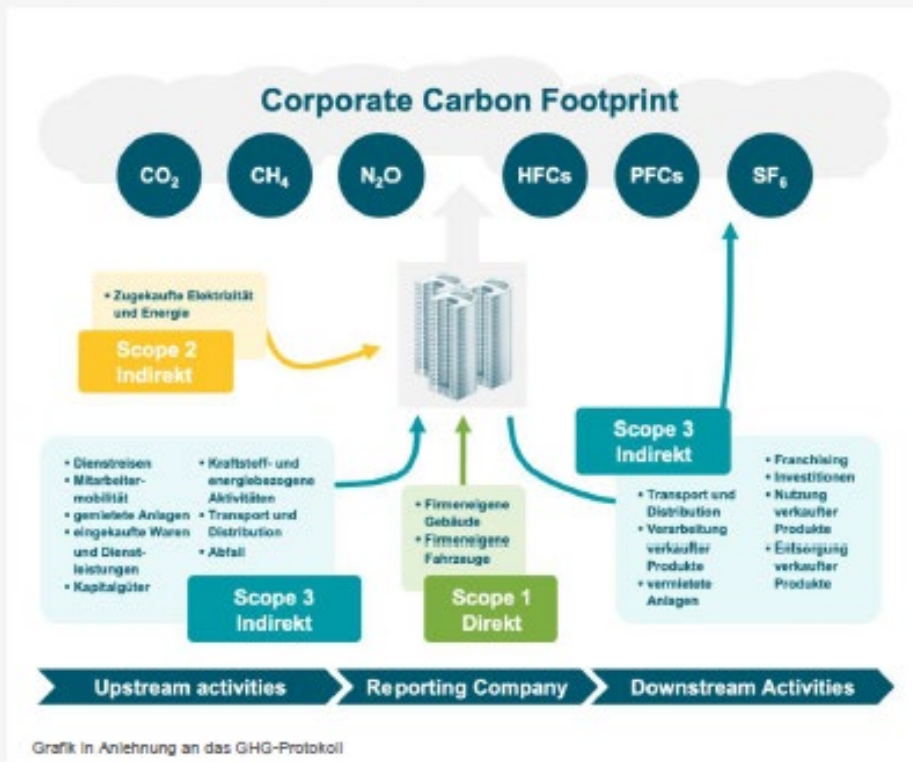 Corporate Carbon Footprint
CO₂
CH₄
N₂O
HFCs
PFCs
SF₆
• Zugekaufte Elektrizität
und Energie
Scope 2
Indirekt
• Dienstreisen
• Mitarbeiter-
mobilität
• gemietete Anlagen
• eingekaufte Waren
und Dienst-
leistungen
• Kapitalgüter
• Kraftstoff- und
energiebezogene
Aktivitäten
• Transport und
Distribution
• Abfall
Scope 3
Indirekt
• Firmeneigene
Gebäude
• Firmeneigene
Fahrzeuge
Scope 1
Direkt
Scope 3
Indirekt
• Transport und
Distribution
• Verarbeitung
verkaufter
Produkte
• vermietete
Anlagen
• Franchising
• Investitionen
• Nutzung
verkaufter
Produkte
• Entsorgung
verkaufter
Produkte
Upstream activities
Reporting Company
Downstream Activities
Grafik in Anlehnung an das GHG-Protokoll